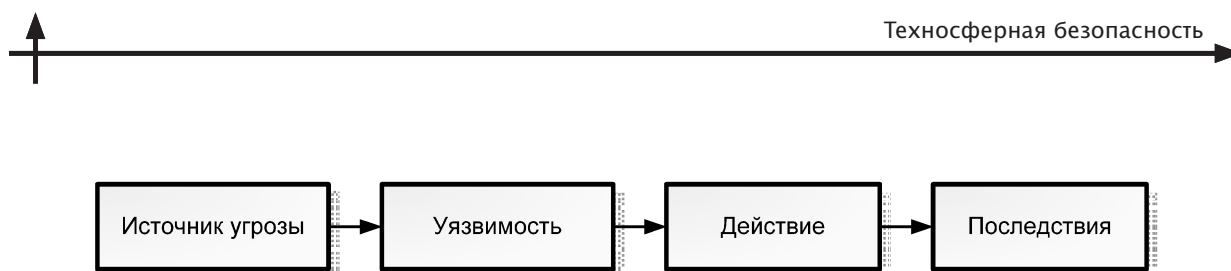 Техносферная безопасность
Источник угрозы
Уязвимость
Действие
Последствия